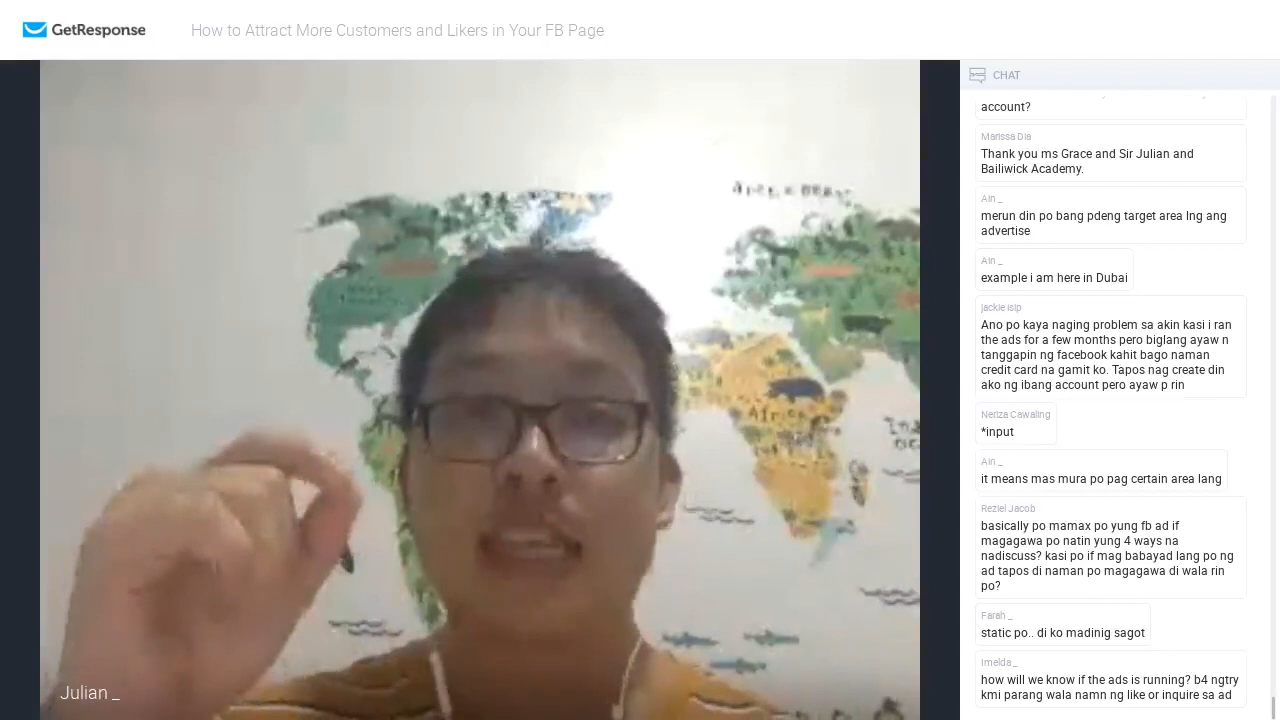 GetResponse
How to Attract More Customers and Likers in Your FB Page
CHAT
account?
Marissa Dia
Thank you ms Grace and Sir Julian and
Bailiwick Academy.
Ain _
merun din po bang pdeng target area lng ang
advertise
Ain _
example i am here in Dubai
jackie isip
Ano po kaya naging problem sa akin kasi i ran
the ads for a few months pero biglang ayaw n
tanggapin ng facebook kahit bago naman
credit card na gamit ko. Tapos nag create din
ako ng ibang account pero ayaw p rin
Neriza Cawaling
*input
Ain _
it means mas mura po pag certain area lang
Reziel Jacob
basically po mamax po yung fb ad if
magagawa po natin yung 4 ways na
nadiscuss? kasi po if mag babayad lang po ng
ad tapos di naman po magagawa di wala rin
po?
Farah _
static po.. di ko madinig sagot
imelda _
how will we know if the ads is running? b4 ngtry
kmi parang wala namn ng like or inquire sa ad
Africa
Julian _